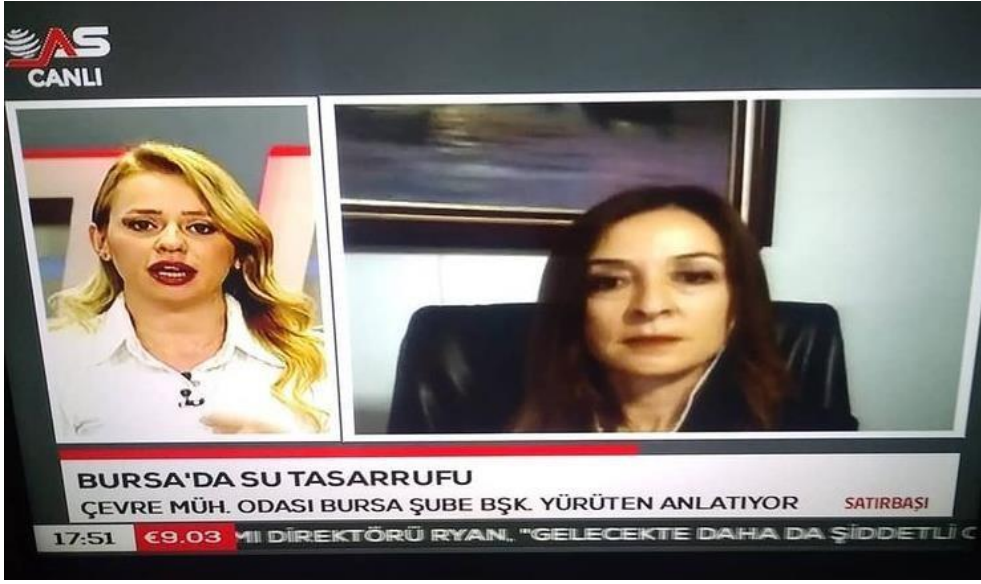 AS
CANLI
BURSA'DA SU TASARRUFU
ÇEVRE MÜH. ODASI BURSA ŞUBE BŞK. YÜRÜTEN ANLATIYOR
SATIRBAŞI
17:51 €9.03 MI DİREKTÖRÜ RYAN, "GELECEKTE DAHA DA ŞİDDETLİ